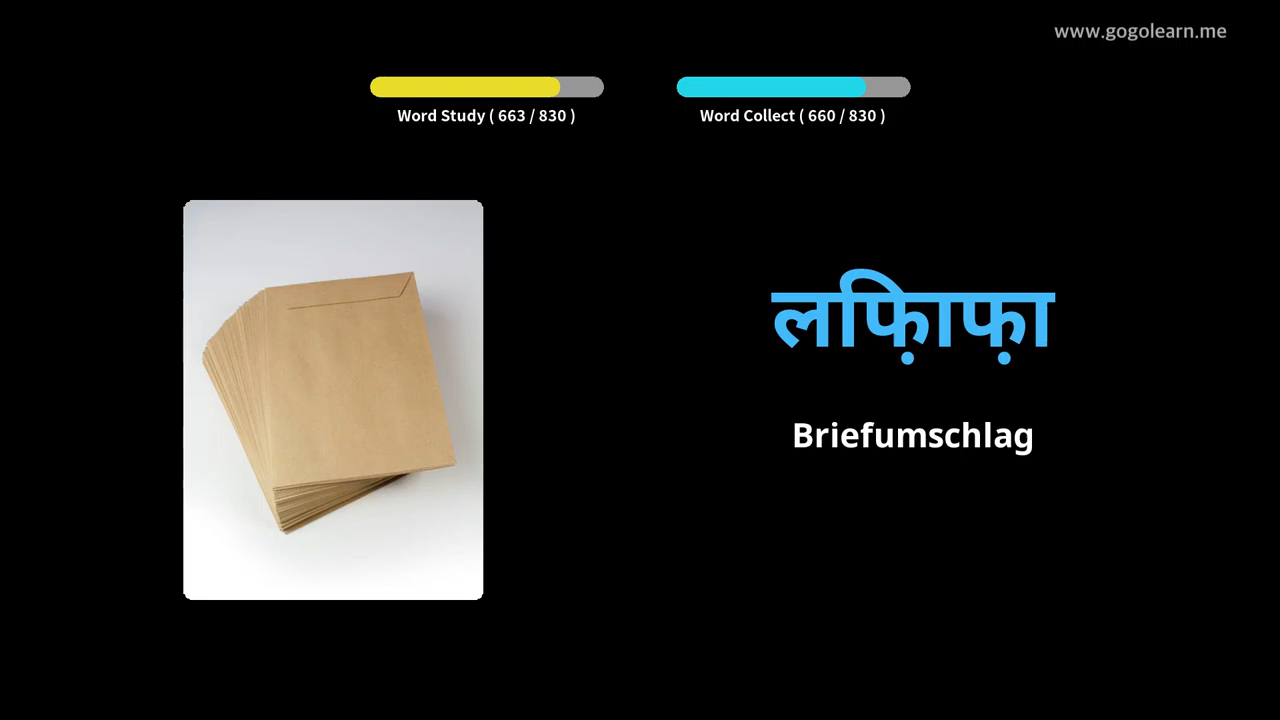 www.gogolearn.me
Word Study ( 663 / 830 )
Word Collect ( 660 / 830 )
लफ़िाफ़ा
Briefumschlag